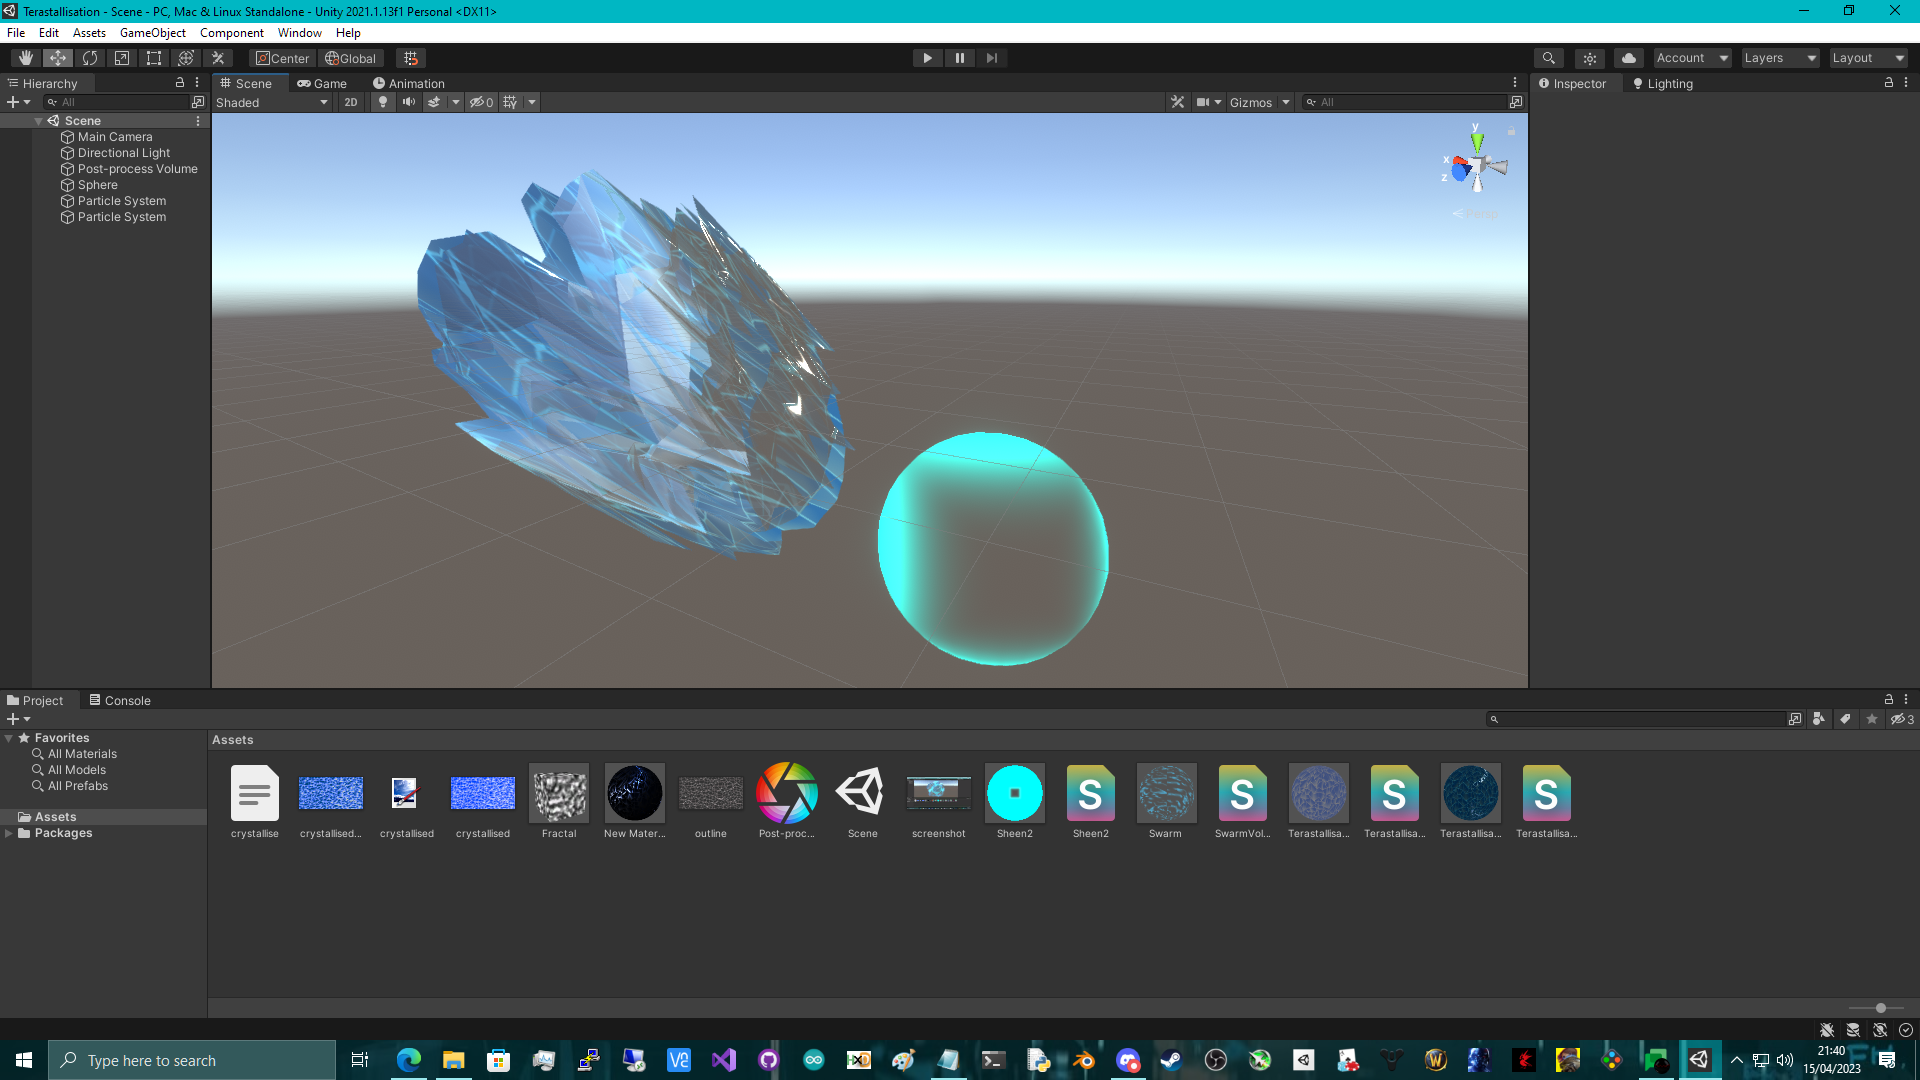 Terastallisation - Scene - PC, Mac & Linux Standalone - Unity 2021.1.13f1 Personal <DX11>
File Edit Assets GameObject Component Window Help
Center Global Account Layers Layout
Hierarchy Scene Game Animation Inspector Lighting
All Shaded 2D 0 Gizmos All
Scene
Main Camera
Directional Light
Post-process Volume
Sphere
Particle System
Particle System
y
x
z
Project Console
3
Favorites
All Materials
All Models
All Prefabs
Assets
Packages
Assets
crystallise crystallised... crystallised crystallised Fractal New Mater... outline Post-proc... Scene screenshot Sheen2 Sheen2 Swarm SwarmVol... Terastallisa... Terastallisa... Terastallisa... Terastallisa...
Type here to search
21:40
15/04/2023